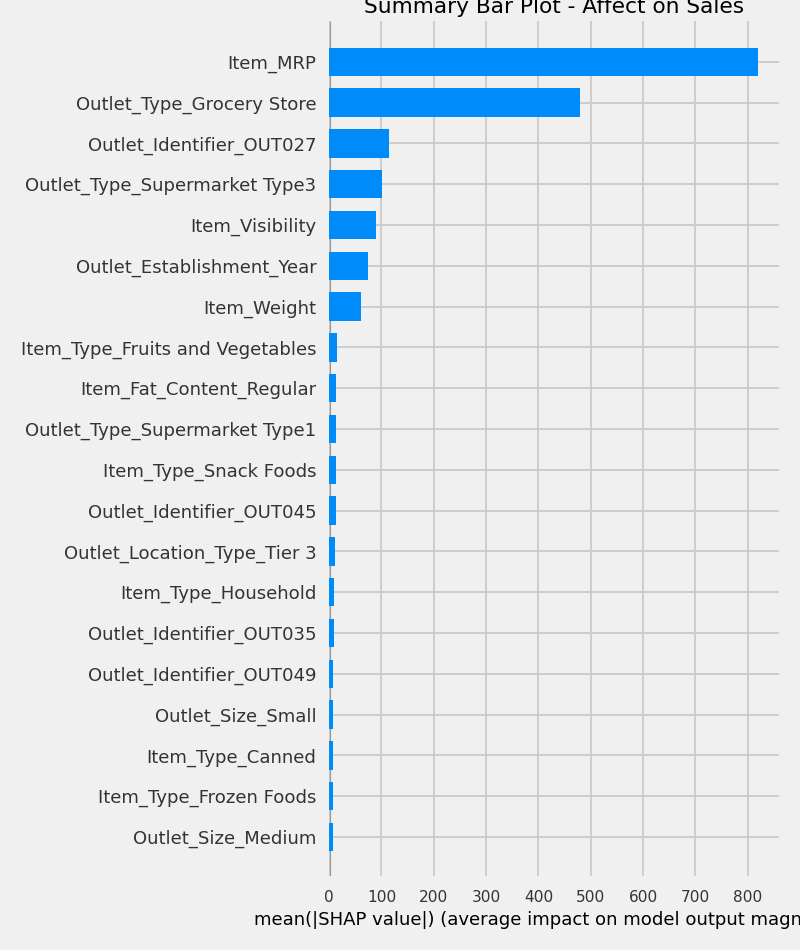 Summary Bar Plot - Affect on Sales
Item_MRP
Outlet_Type_Grocery Store
Outlet_Identifier_OUT027
Outlet_Type_Supermarket Type3
Item_Visibility
Outlet_Establishment_Year
Item_Weight
Item_Type_Fruits and Vegetables
Item_Fat_Content_Regular
Outlet_Type_Supermarket Type1
Item_Type_Snack Foods
Outlet_Identifier_OUT045
Outlet_Location_Type_Tier 3
Item_Type_Household
Outlet_Identifier_OUT035
Outlet_Identifier_OUT049
Outlet_Size_Small
Item_Type_Canned
Item_Type_Frozen Foods
Outlet_Size_Medium
0 100 200 300 400 500 600 700 800
mean(|SHAP value|) (average impact on model output magn